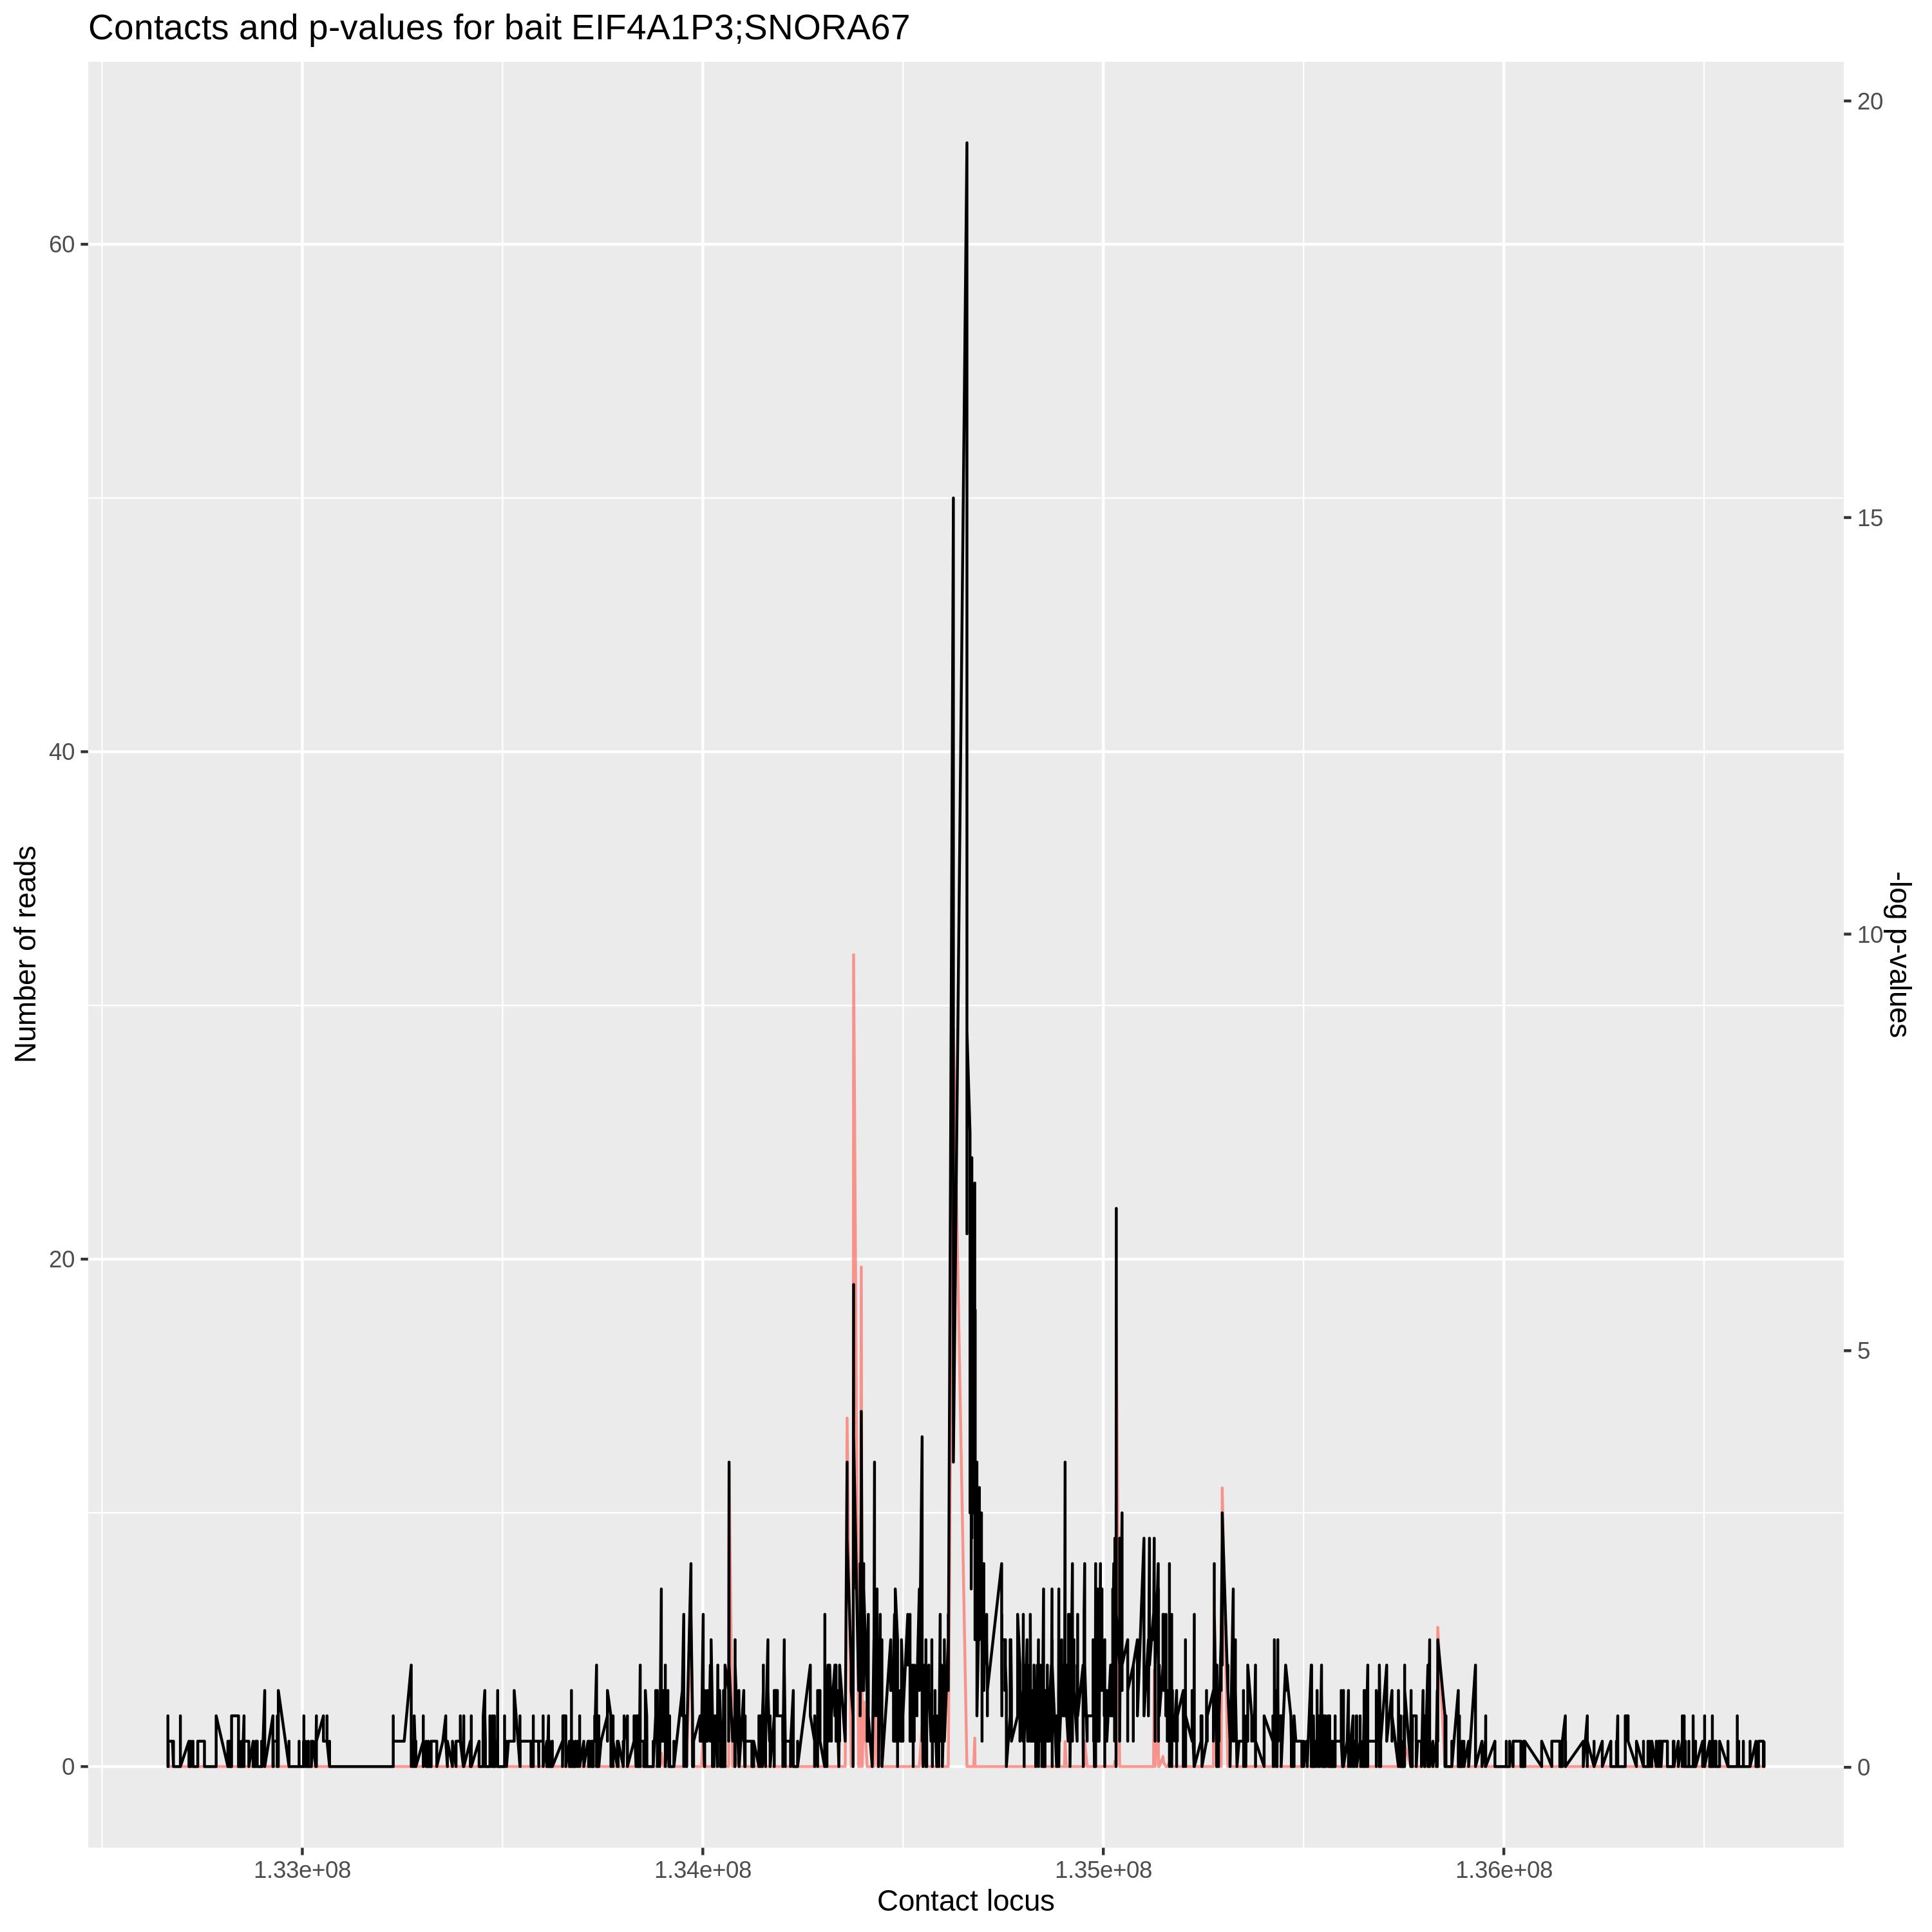 Contacts and p-values for bait EIF4A1P3;SNORA67
Number of reads
60
40
20
0
20
15
10
5
0
-log p-values
1.33e+08 1.34e+08 1.35e+08 1.36e+08
Contact locus